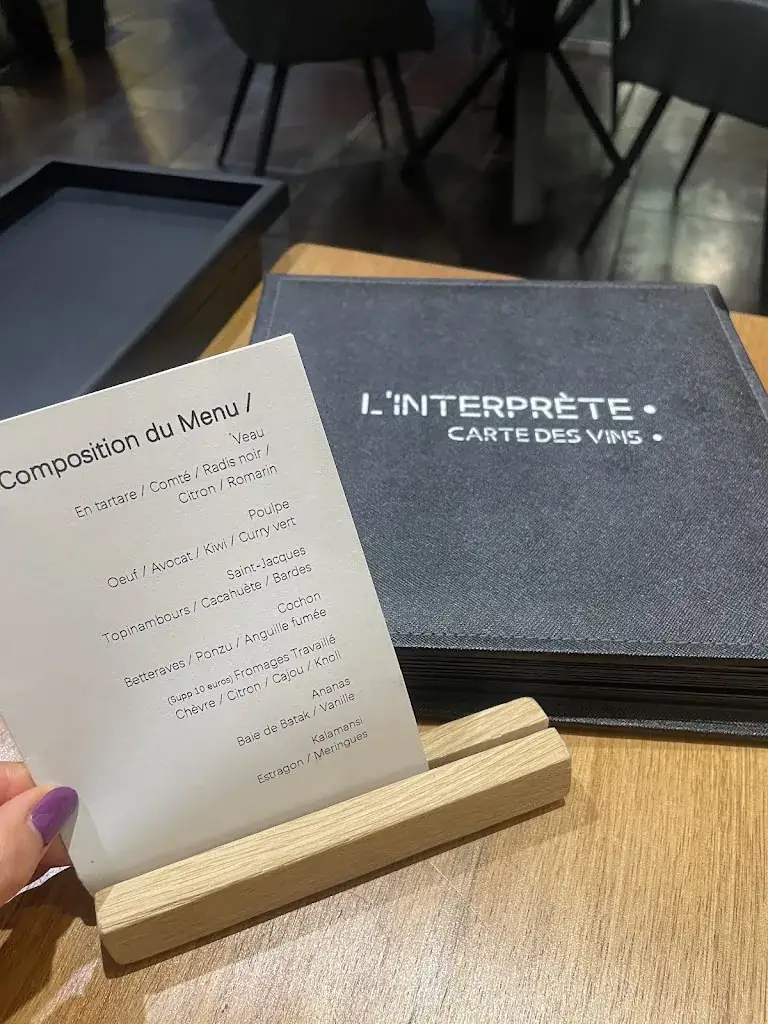 Composition du Menu /
'Veau
En tartare / Comté / Radis noir /
Citron / Romarin
Poulpe
Oeuf / Avocat / Kiwi / Curry vert
Saint-Jacques
Topinambours / Cacahuète / Bardes
Cochon
Betteraves / Ponzu / Anguille fumée
(Supp 10 euros) Fromages Travaillé
Chèvre / Citron / Cajou / Knoll
Ananas
Baie de Batak / Vanille
Kalamansi
Estragon / Meringues
L'INTERPRÈTE •
CARTE DES VINS •